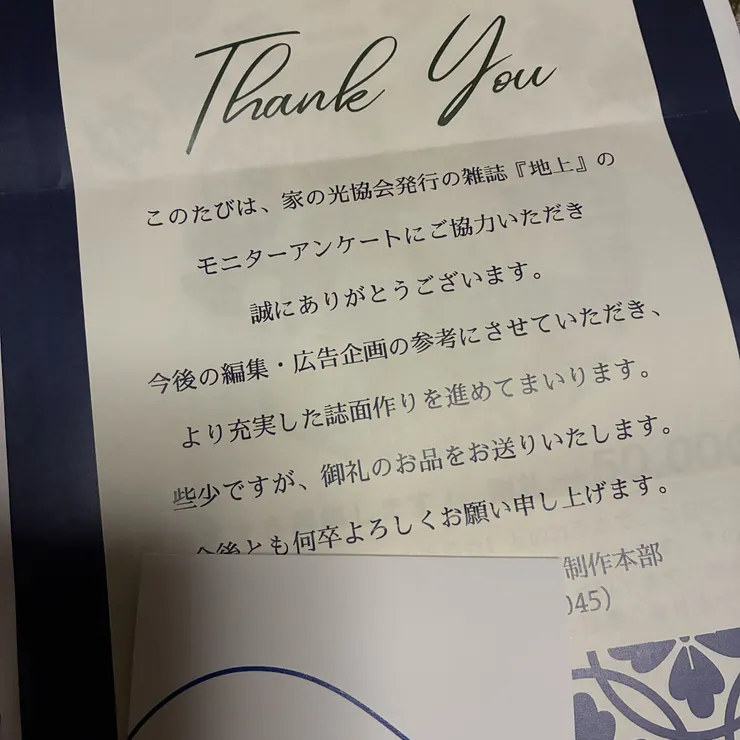 Thank You
このたびは、家の光協会発行の雑誌『地上』の
モニターアンケートにご協力いただき
誠にありがとうございます。
今後の編集・広告企画の参考にさせていただき、
より充実した誌面作りを進めてまいります。
些少ですが、御礼のお品をお送りいたします。
今後とも何卒よろしくお願い申し上げます。
制作本部
045)